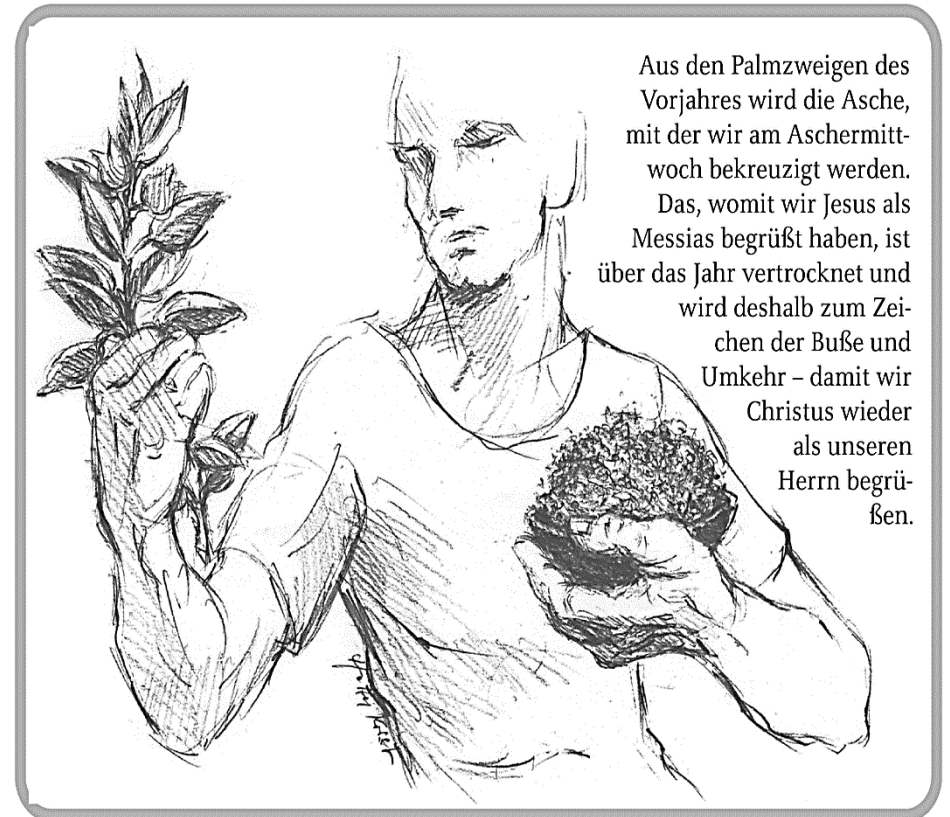 Aus den Palmzweigen des
Vorjahres wird die Asche,
mit der wir am Aschermitt-
woch bekreuzigt werden.
Das, womit wir Jesus als
Messias begrüßt haben, ist
über das Jahr vertrocknet und
wird deshalb zum Zei-
chen der Buße und
Umkehr – damit wir
Christus wieder
als unseren
Herrn begrü-
ßen.